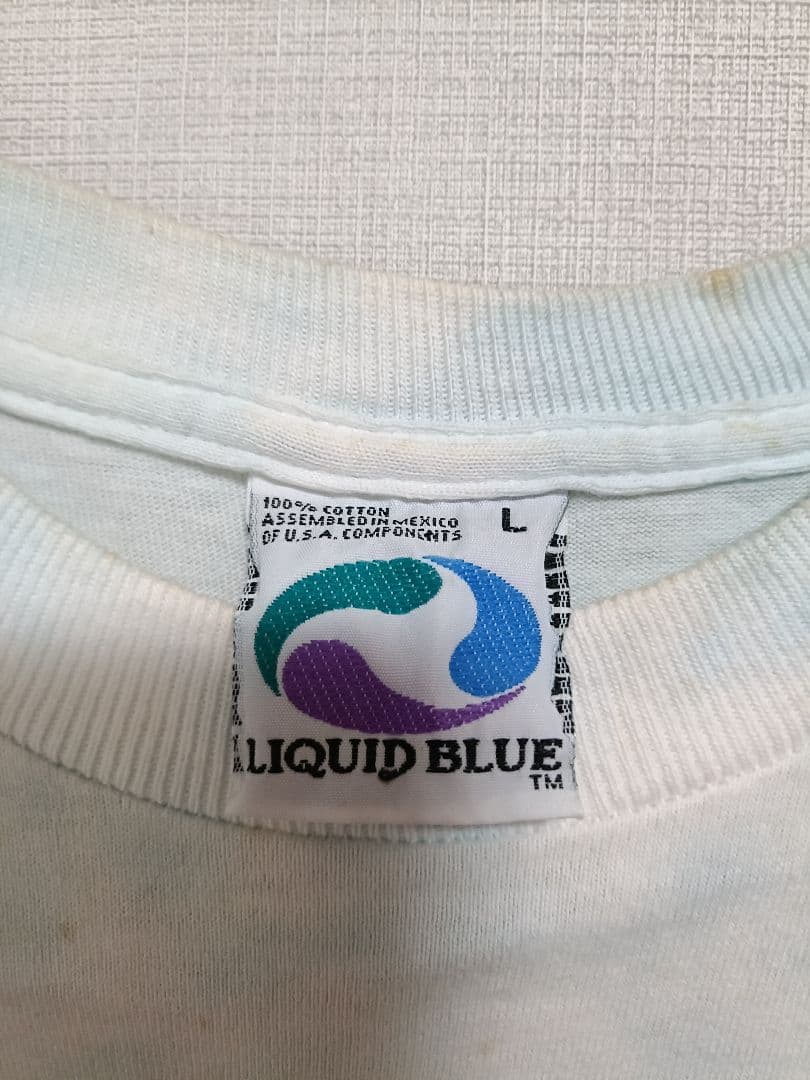 100% COTTON
ASSEMBLED IN MEXICO
OF U.S.A. COMPONENTS
L
LIQUID BLUE
TM